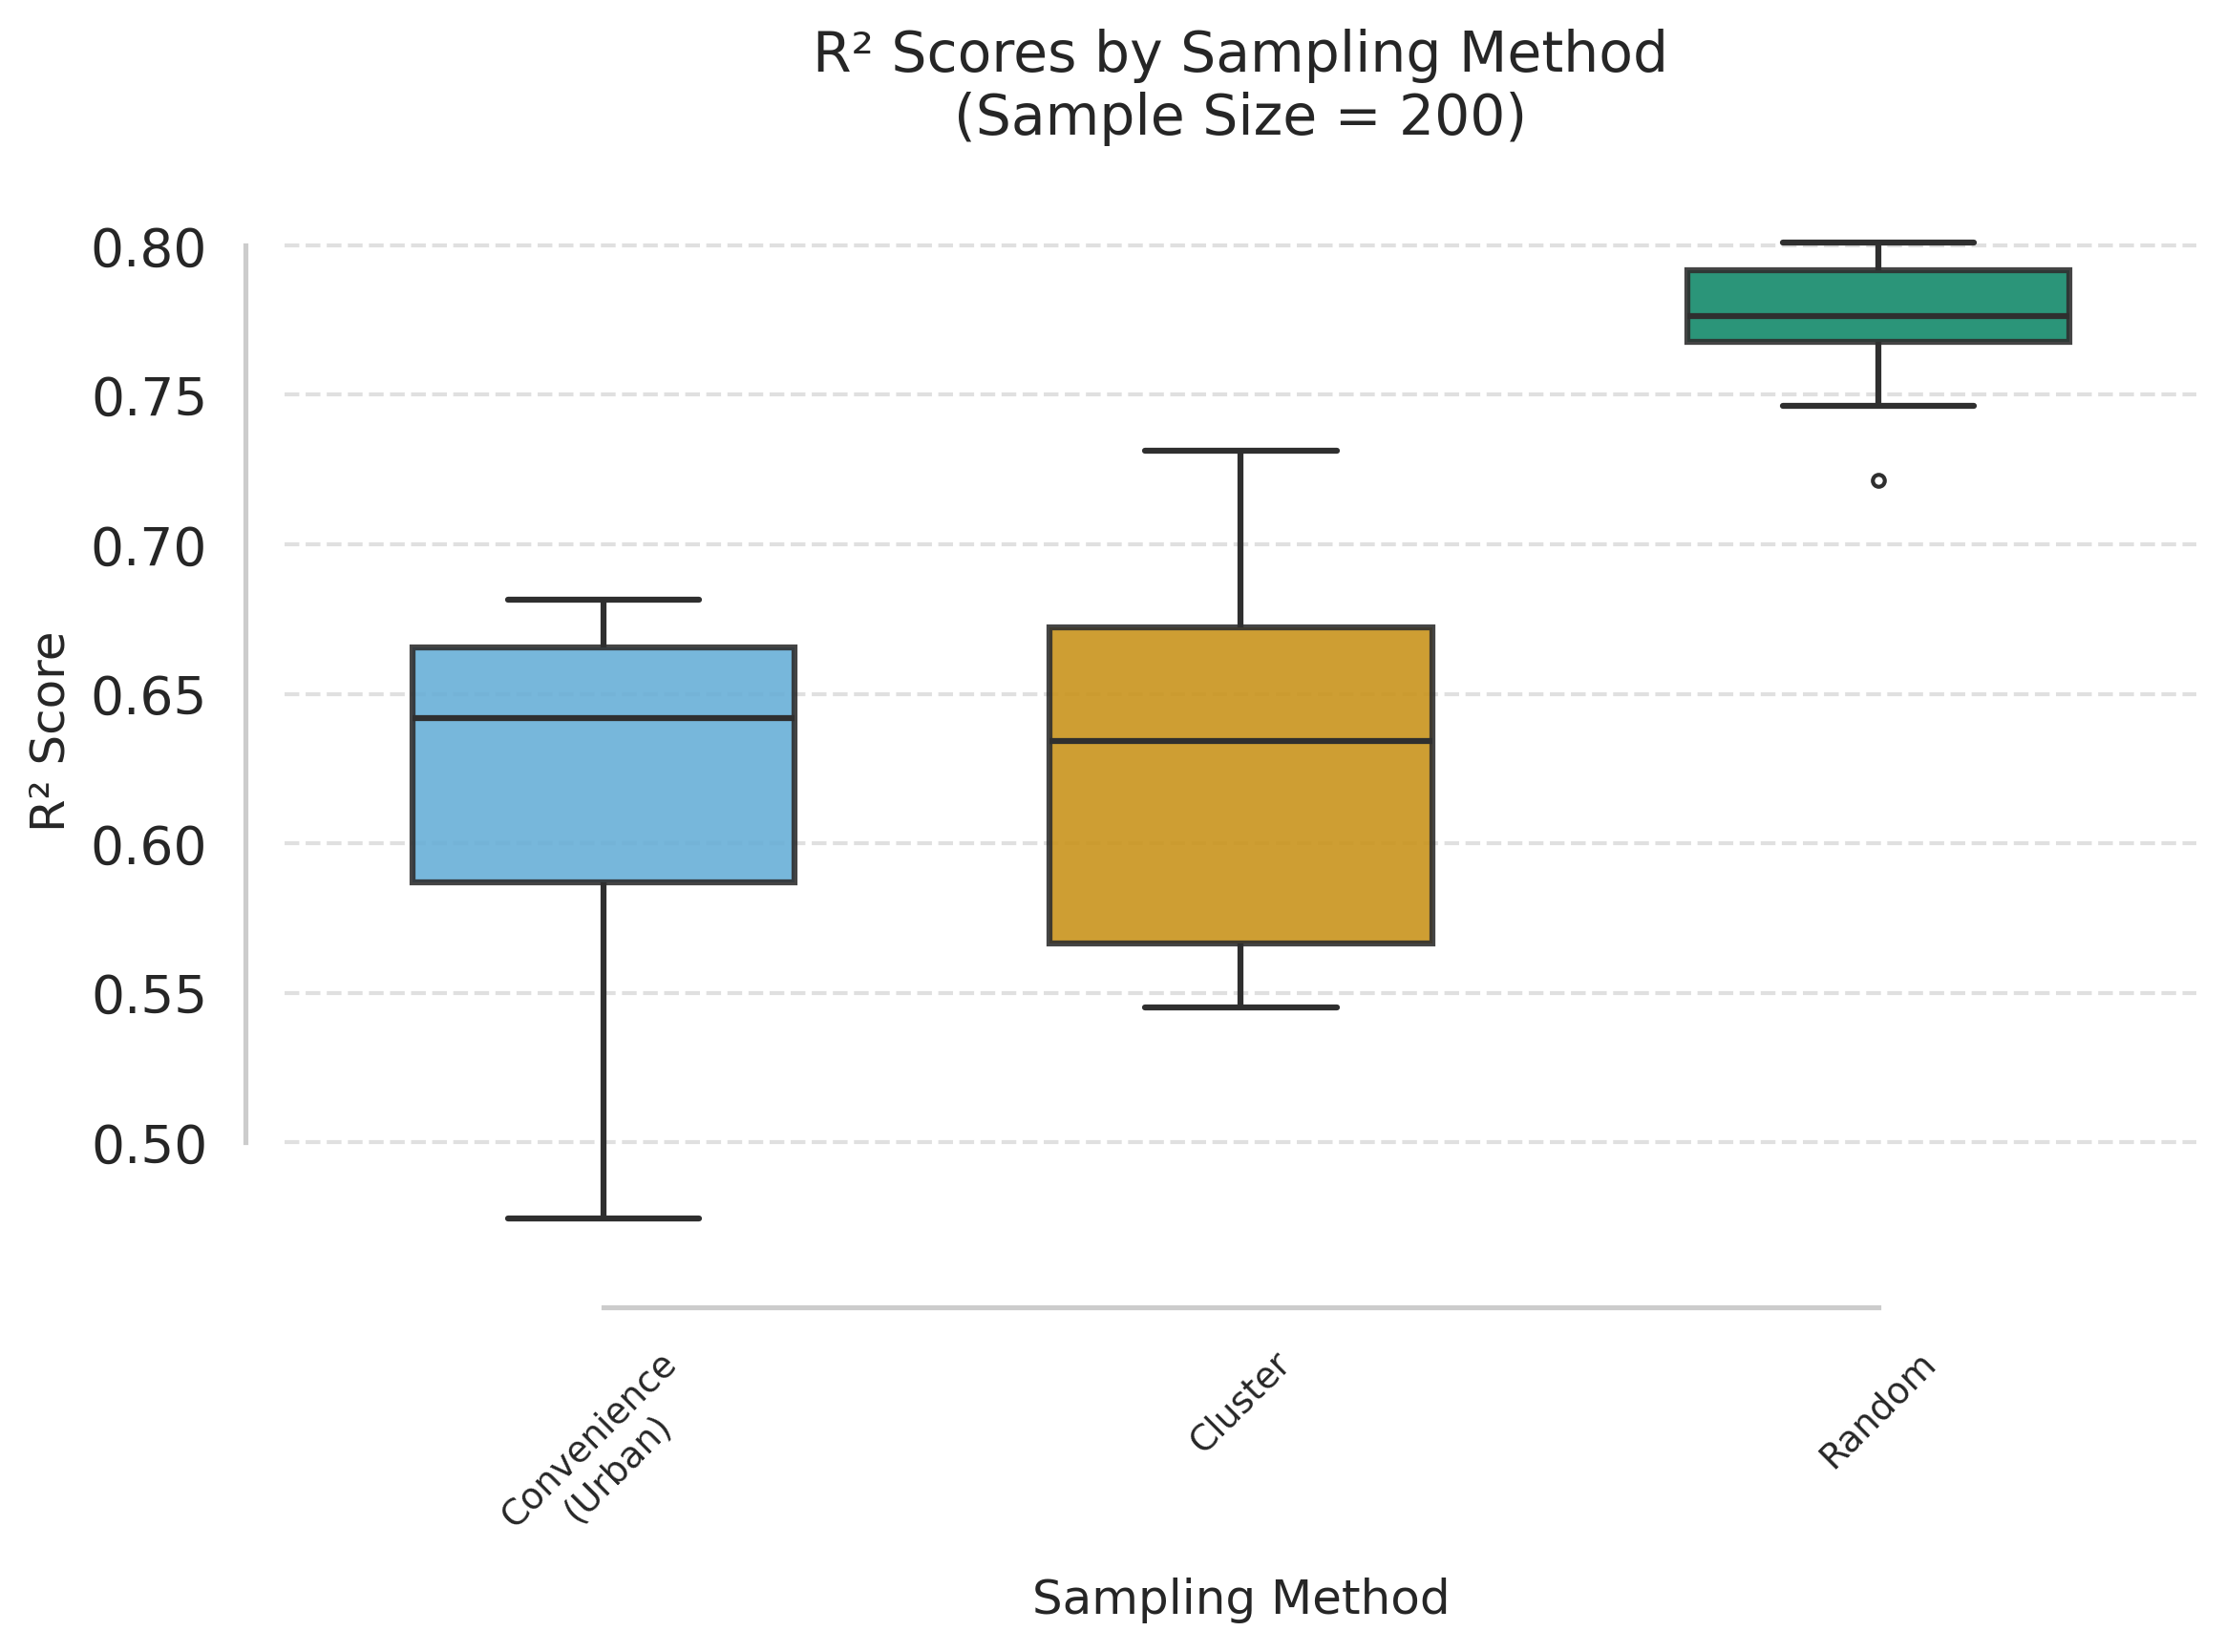 R² Scores by Sampling Method
(Sample Size = 200)
R² Score
0.80
0.75
0.70
0.65
0.60
0.55
0.50
Convenience
(Urban)
Cluster
Random
Sampling Method